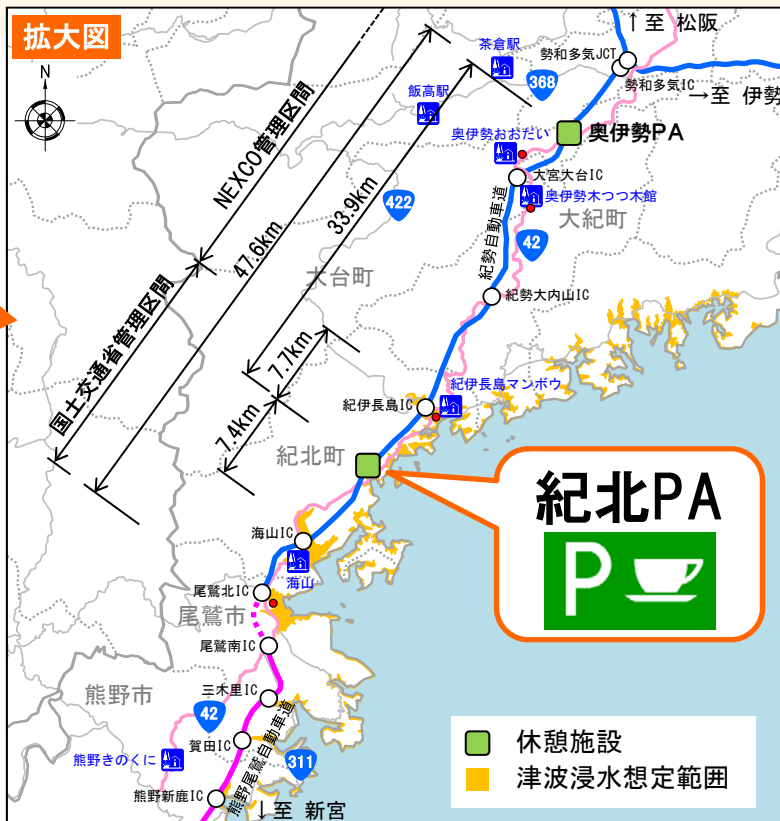 拡大図
N
↑至 松阪
茶倉駅
勢和多気JCT
368
勢和多気IC
→至 伊勢
飯高駅
奥伊勢おおだい
奥伊勢PA
NEXCO管理区間
大宮大台IC
奥伊勢木つつ木館
33.9km
422
大紀町
紀勢自動車道
42
47.6km
大台町
国土交通省管理区間
紀勢大内山IC
7.7km
紀伊長島マンボウ
紀伊長島IC
7.4km
紀北町
紀北PA
P
海山IC
海山
尾鷲北IC
尾鷲市
尾鷲南IC
熊野市
三木里IC
42
賀田IC
熊野尾鷲自動車道
熊野きのくに
311
熊野新鹿IC
↓至 新宮
休憩施設
津波浸水想定範囲